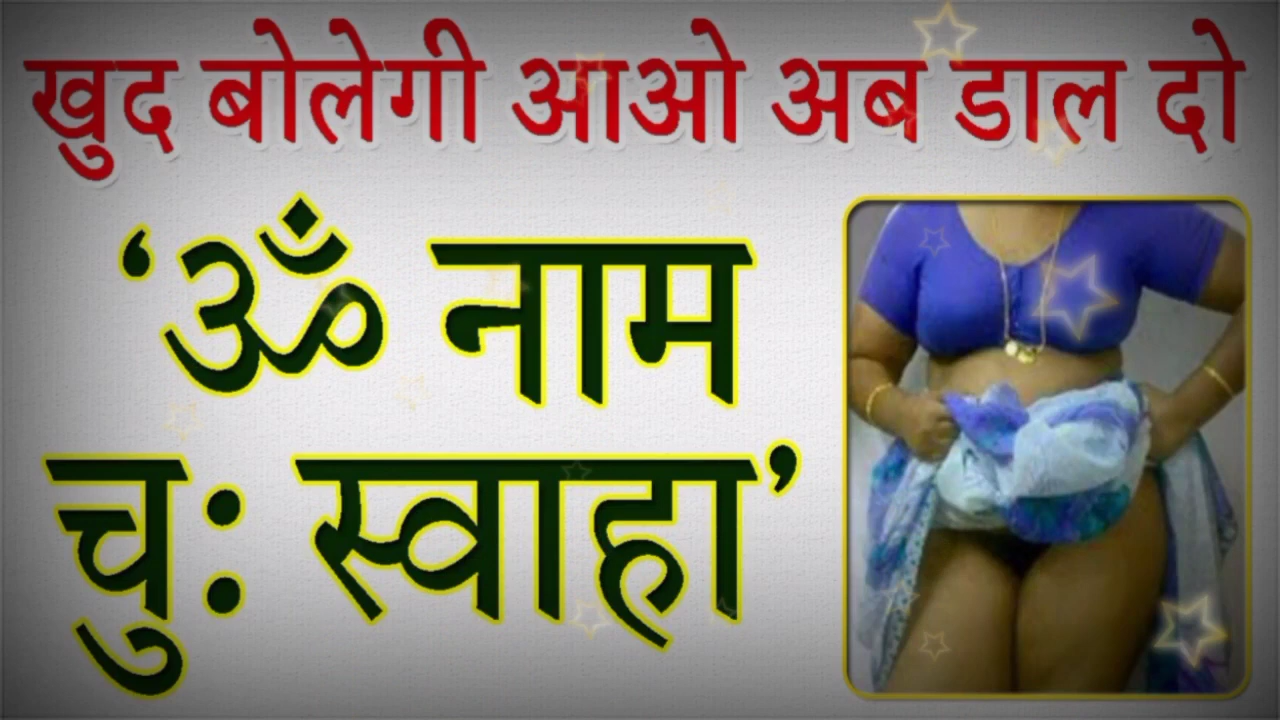 खुद बोलेगी आओ अब डाल दो
‘ॐ नाम
चु: स्वाहा’